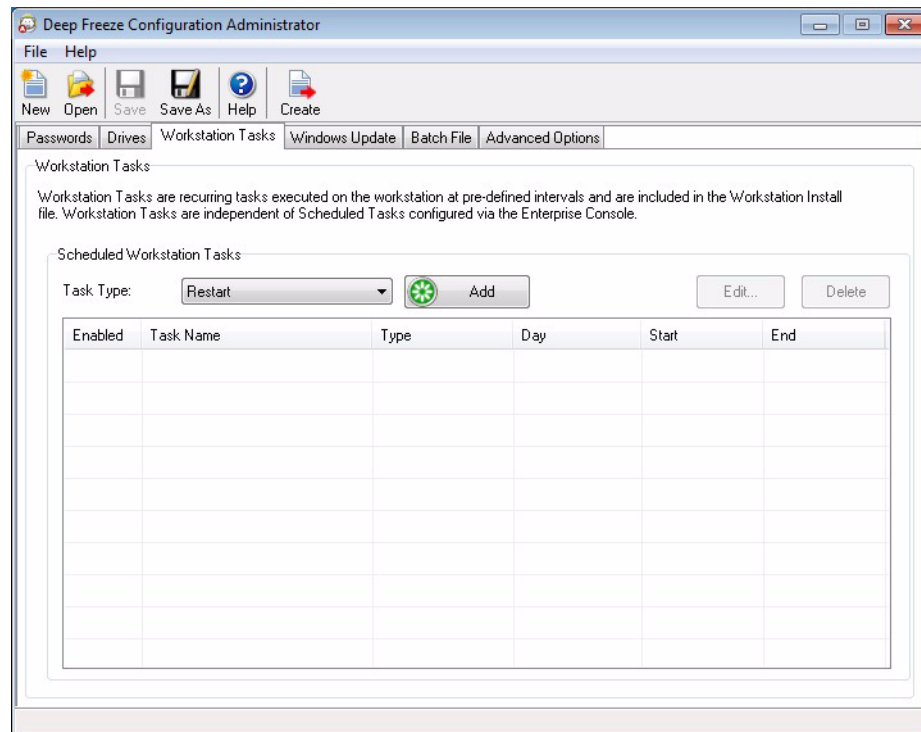 Deep Freeze Configuration Administrator
File Help
New Open Save Save As Help Create
Passwords Drives Workstation Tasks Windows Update Batch File Advanced Options
Workstation Tasks
Workstation Tasks are recurring tasks executed on the workstation at pre-defined intervals and are included in the Workstation Install
file. Workstation Tasks are independent of Scheduled Tasks configured via the Enterprise Console.
Scheduled Workstation Tasks
Task Type: Restart Add Edit... Delete
Enabled Task Name Type Day Start End